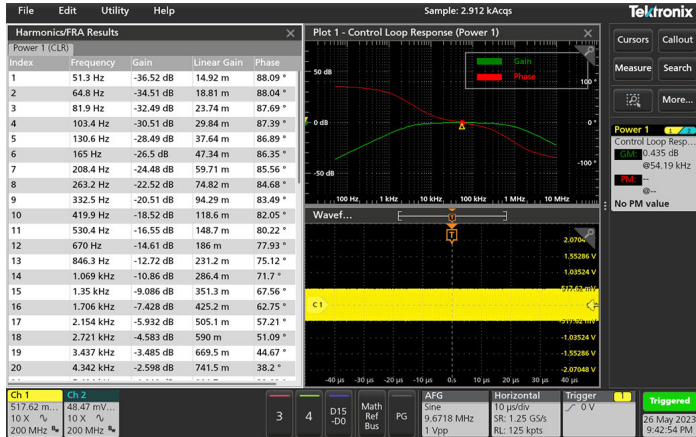 File Edit Utility Help Sample: 2.912 kAcqs Tektronix
Harmonics/FRA Results
Power 1 (CLR)
Index Frequency Gain Linear Gain Phase
1 51.3 Hz -36.52 dB 14.92 m 88.09 °
2 64.8 Hz -34.51 dB 18.81 m 88.04 °
3 81.9 Hz -32.49 dB 23.74 m 87.69 °
4 103.4 Hz -30.51 dB 29.84 m 87.39 °
5 130.6 Hz -28.49 dB 37.64 m 86.89 °
6 165 Hz -26.5 dB 47.34 m 86.35 °
7 208.4 Hz -24.48 dB 59.71 m 85.56 °
8 263.2 Hz -22.52 dB 74.82 m 84.68 °
9 332.5 Hz -20.51 dB 94.29 m 83.49 °
10 419.9 Hz -18.52 dB 118.6 m 82.05 °
11 530.4 Hz -16.55 dB 148.7 m 80.22 °
12 670 Hz -14.61 dB 186 m 77.93 °
13 846.3 Hz -12.72 dB 231.2 m 75.12 °
14 1.069 kHz -10.86 dB 286.4 m 71.7 °
15 1.35 kHz -9.086 dB 351.3 m 67.56 °
16 1.706 kHz -7.428 dB 425.2 m 62.75 °
17 2.154 kHz -5.932 dB 505.1 m 57.21 °
18 2.721 kHz -4.583 dB 590 m 51.09 °
19 3.437 kHz -3.485 dB 669.5 m 44.67 °
20 4.342 kHz -2.598 dB 741.5 m 38.2 °
Plot 1 - Control Loop Response (Power 1)
Gain
Phase
50 dB
100 °
0 dB
0 °
-50 dB
-100 °
100 Hz 1 kHz 10 kHz 100 kHz 1 MHz 10 MHz
Wavef...
T
T
2.0704
1.55286 V
1.03524 V
517.62 mV
C1
-517.62 mV
-1.03524 V
-1.55286 V
-2.07048 V
-40 µs -30 µs -20 µs -10 µs 0 s 10 µs 20 µs 30 µs 40 µs
Cursors Callout
Measure Search
More...
Power 1 1 2
Control Loop Resp...
GM: 0.435 dB
@54.19 kHz
PM: --
@--
No PM value
Ch 1
517.62 m...
10 X
200 MHz
Ch 2
48.47 mV...
10 X
200 MHz
3
4
D15
-D0
Math
Ref
Bus
PG
AFG
Sine
9.6718 MHz
1 Vpp
Horizontal
10 µs/div
SR: 1.25 GS/s
RL: 125 kpts
Trigger 1
0 V
Triggered
26 May 2023
9:42:54 PM